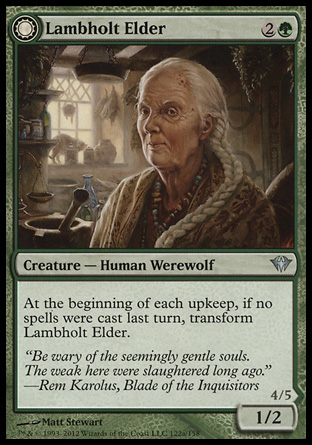 Lambholt Elder 2
Creature — Human Werewolf
At the beginning of each upkeep, if no
spells were cast last turn, transform
Lambholt Elder.
“Be wary of the seemingly gentle souls.
The weak here were slaughtered long ago.”
—Rem Karolus, Blade of the Inquisitors
4/5
1/2
Matt Stewart
™ & © 1993–2012 Wizards of the Coast LLC 122a/158